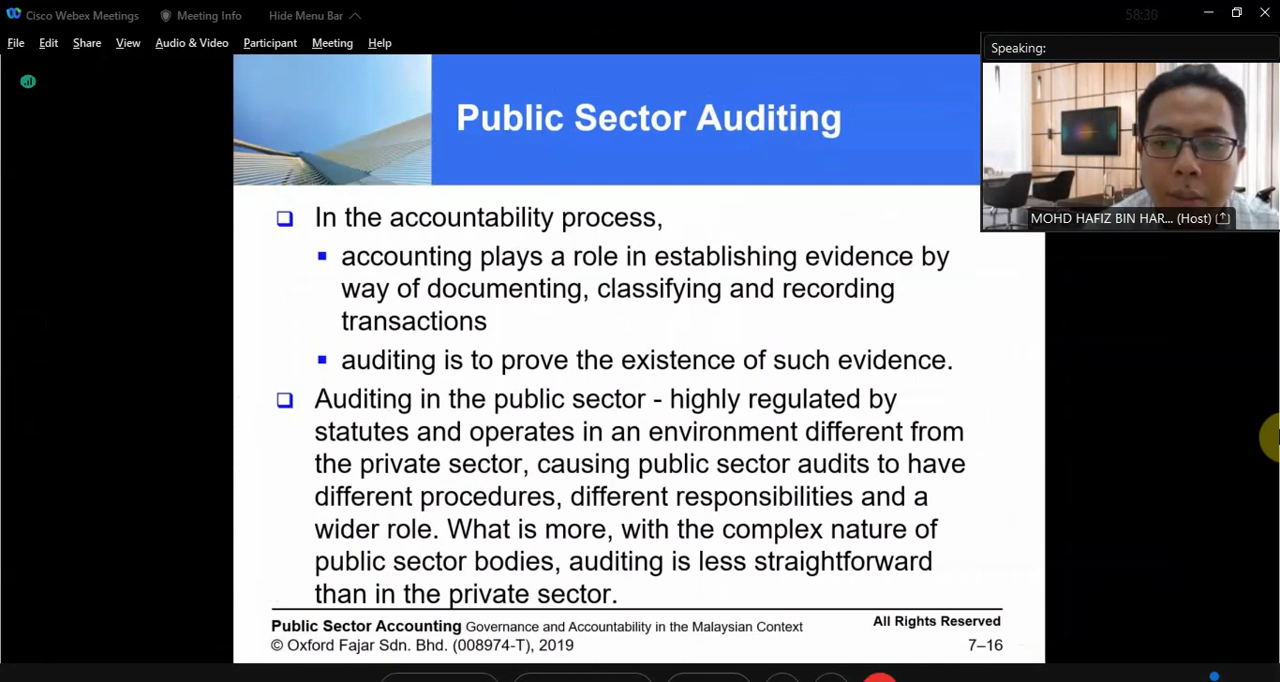 Cisco Webex Meetings
Meeting Info
Hide Menu Bar
58:30
File Edit Share View Audio & Video Participant Meeting Help
Speaking:
MOHD HAFIZ BIN HAR... (Host)
Public Sector Auditing
In the accountability process,
accounting plays a role in establishing evidence by
way of documenting, classifying and recording
transactions
auditing is to prove the existence of such evidence.
Auditing in the public sector - highly regulated by
statutes and operates in an environment different from
the private sector, causing public sector audits to have
different procedures, different responsibilities and a
wider role. What is more, with the complex nature of
public sector bodies, auditing is less straightforward
than in the private sector.
Public Sector Accounting Governance and Accountability in the Malaysian Context
All Rights Reserved
© Oxford Fajar Sdn. Bhd. (008974-T), 2019
7–16